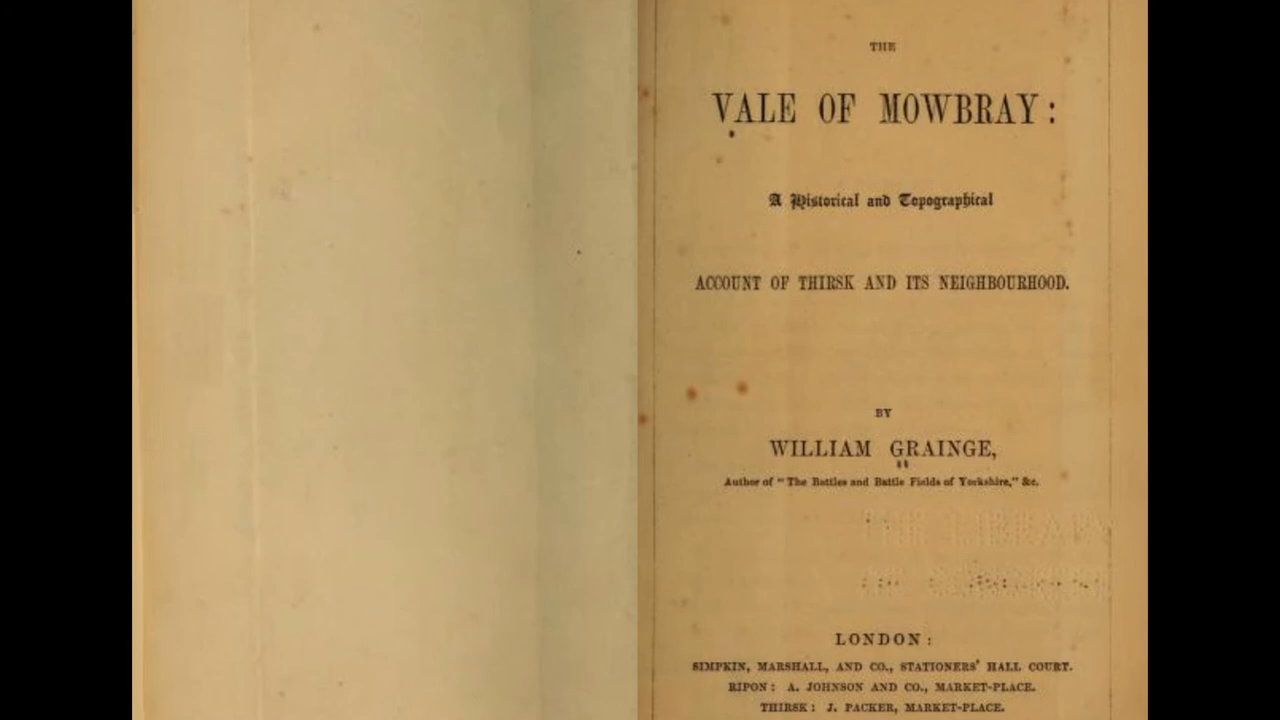 THE
VALE OF MOWBRAY:
A Historical and Topographical
ACCOUNT OF THIRSK AND ITS NEIGHBOURHOOD.
BY
WILLIAM GRAINGE,
Author of "The Battles and Battle Fields of Yorkshire," &c.
THE LIBRARY
LONDON:
SIMPKIN, MARSHALL, AND CO., STATIONERS' HALL COURT.
RIPON: A. JOHNSON AND CO., MARKET-PLACE.
THIRSK: J. PACKER, MARKET-PLACE.